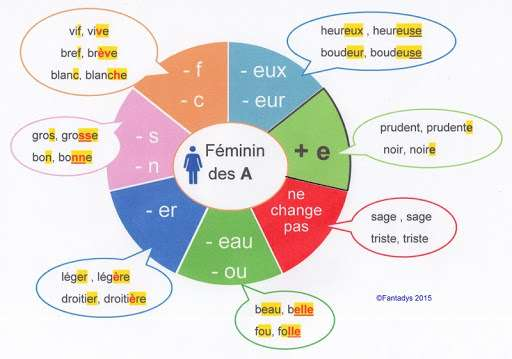 vif, vive
bref, brève
blanc, blanche
heureux , heureuse
boudeur, boudeuse
- f
- c
- eux
- eur
gros, grosse
bon, bonne
- s
- n
Féminin
des A
+ e
prudent, prudente
noir, noire
- er
ne
change
pas
sage , sage
triste, triste
- eau
- ou
léger , légère
droitier, droitière
beau, belle
fou, folle
©Fantadys 2015